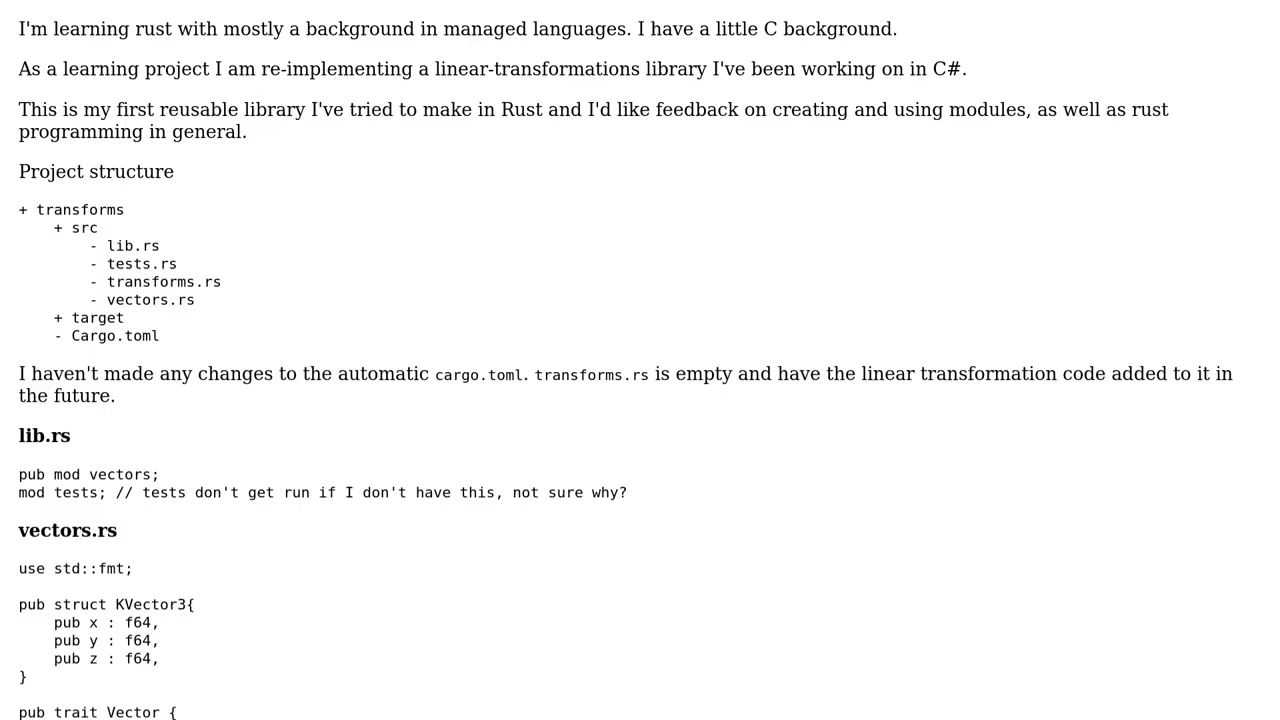 I'm learning rust with mostly a background in managed languages. I have a little C background.
As a learning project I am re-implementing a linear-transformations library I've been working on in C#.
This is my first reusable library I've tried to make in Rust and I'd like feedback on creating and using modules, as well as rust
programming in general.
Project structure
+ transforms
    + src
        - lib.rs
        - tests.rs
        - transforms.rs
        - vectors.rs
    + target
    - Cargo.toml
I haven't made any changes to the automatic cargo.toml. transforms.rs is empty and have the linear transformation code added to it in
the future.
lib.rs
pub mod vectors;
mod tests; // tests don't get run if I don't have this, not sure why?
vectors.rs
use std::fmt;
pub struct KVector3{
    pub x : f64,
    pub y : f64,
    pub z : f64,
}
pub trait Vector {